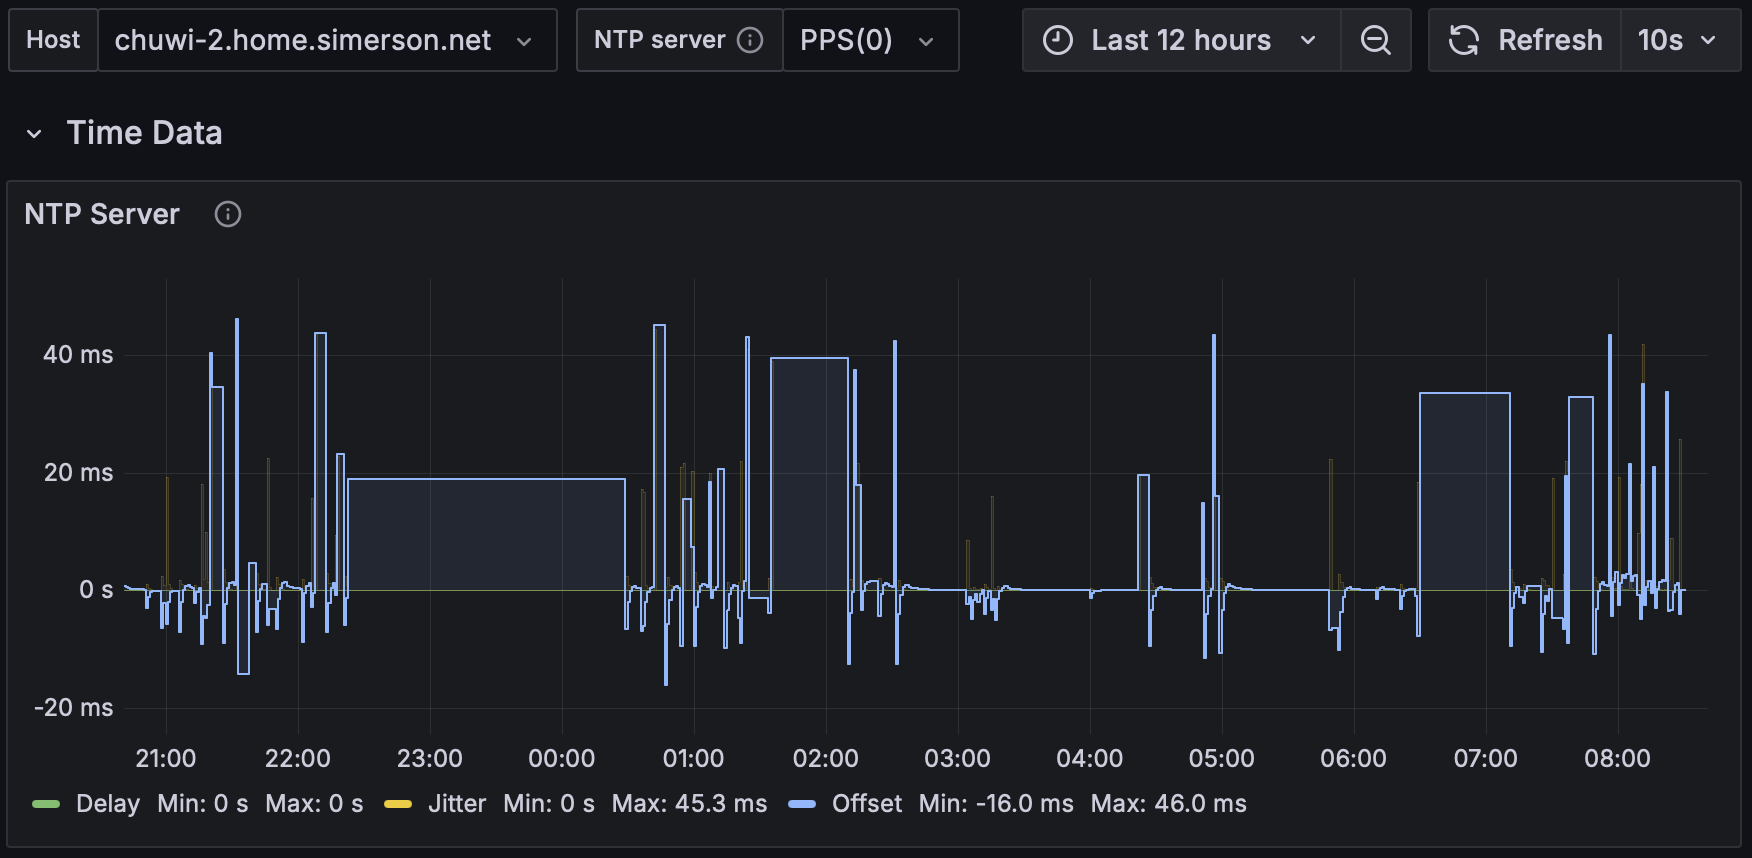 Host chuwi-2.home.simerson.net NTP server PPS(0) Last 12 hours Refresh 10s
Time Data
NTP Server
40 ms
20 ms
0 s
-20 ms
21:00 22:00 23:00 00:00 01:00 02:00 03:00 04:00 05:00 06:00 07:00 08:00
Delay Min: 0 s Max: 0 s Jitter Min: 0 s Max: 45.3 ms Offset Min: -16.0 ms Max: 46.0 ms